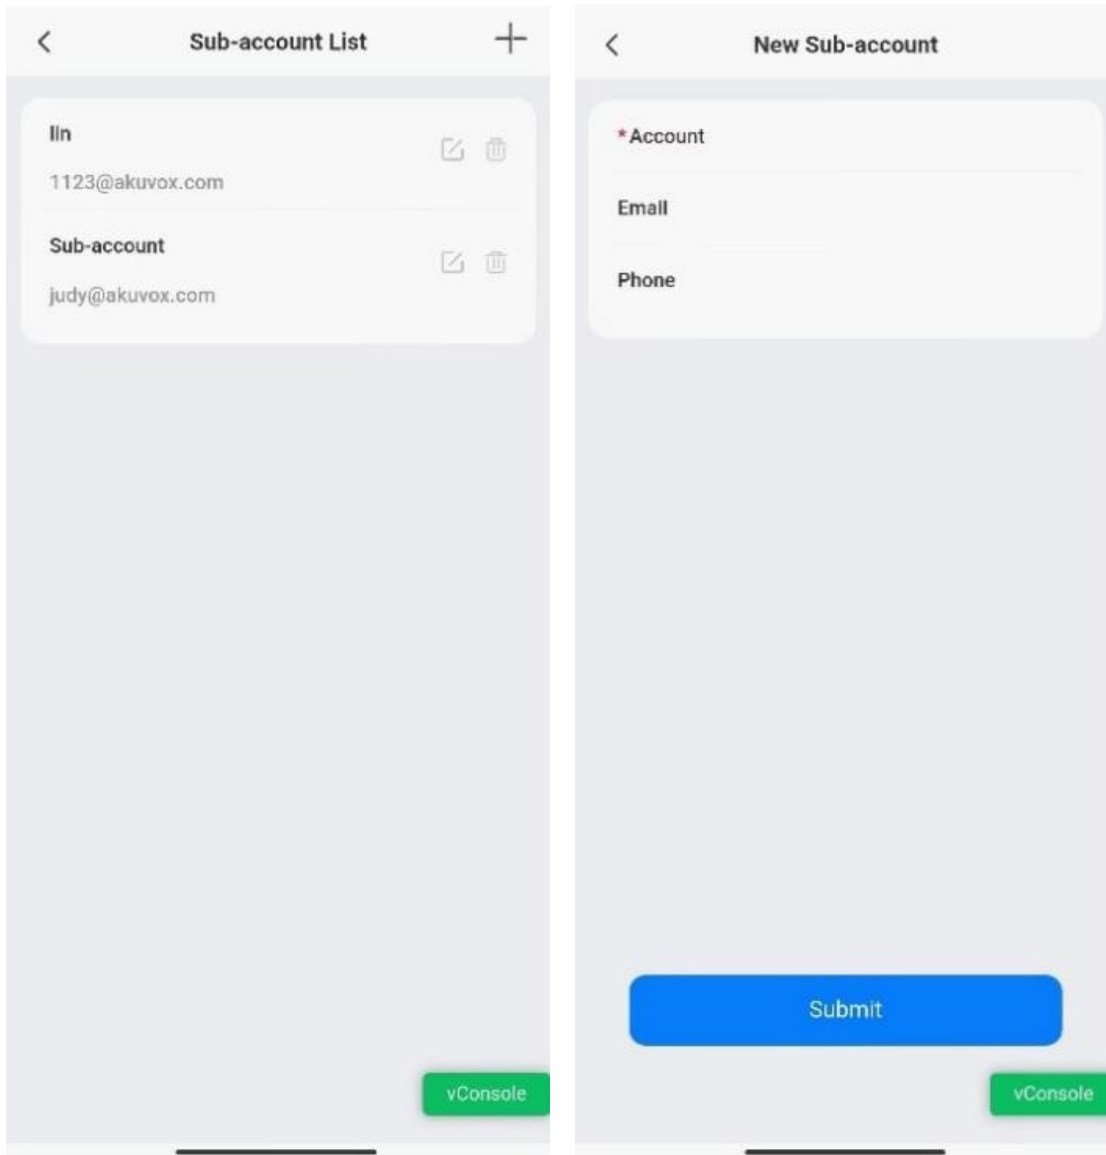 Sub-account List
lin
1123@akuvox.com
Sub-account
judy@akuvox.com
vConsole
New Sub-account
*Account
Email
Phone
Submit
vConsole